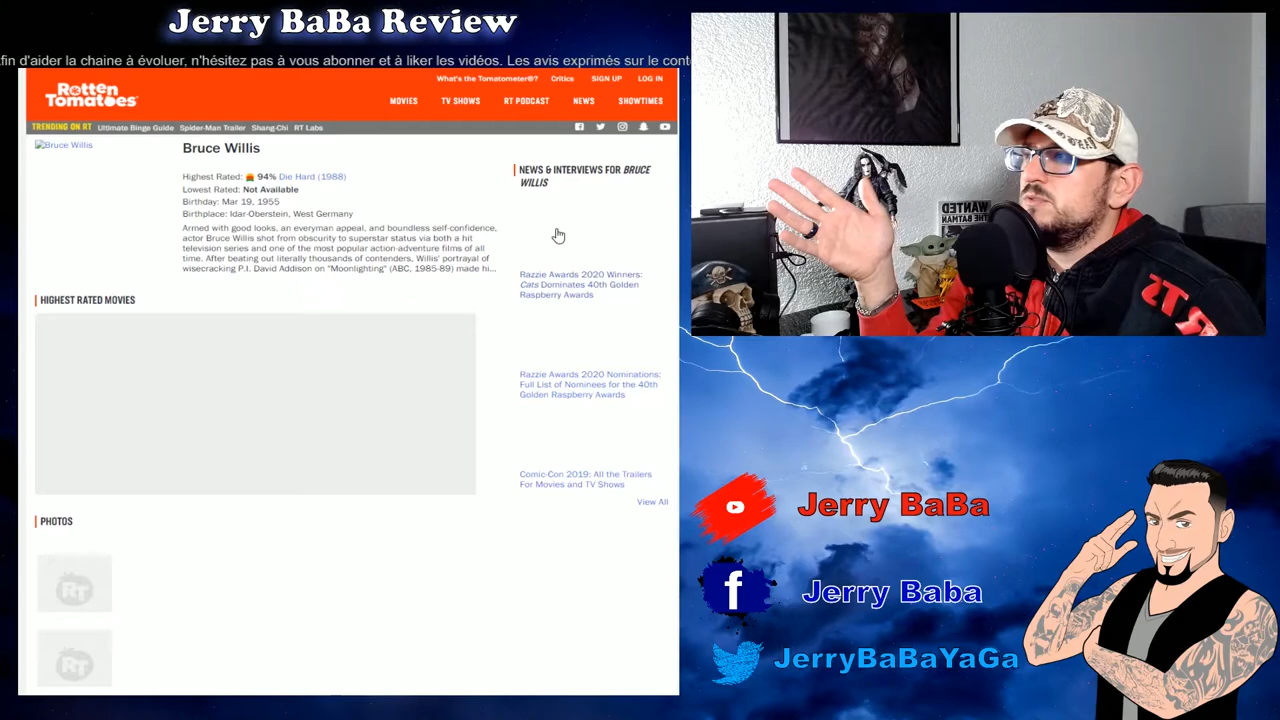 Jerry BaBa Review
fin d'aider la chaine à évoluer, n'hésitez pas à vous abonner et à liker les vidéos. Les avis exprimés sur le cont
What's the Tomatometer®? Critics SIGN UP LOG IN
Rotten
Tomatoes
MOVIES TV SHOWS RT PODCAST NEWS SHOWTIMES
TRENDING ON RT Ultimate Binge Guide Spider-Man Trailer Shang-Chi RT Labs
Bruce Willis
Bruce Willis
Highest Rated: 94% Die Hard (1988)
Lowest Rated: Not Available
Birthday: Mar 19, 1955
Birthplace: Idar-Oberstein, West Germany
Armed with good looks, an everyman appeal, and boundless self-confidence,
actor Bruce Willis shot from obscurity to superstar status via both a hit
television series and one of the most popular action-adventure films of all
time. After beating out literally thousands of contenders, Willis' portrayal of
wisecracking P.I. David Addison on "Moonlighting" (ABC, 1985-89) made hi...
NEWS & INTERVIEWS FOR BRUCE
WILLIS
Razzie Awards 2020 Winners:
Cats Dominates 40th Golden
Raspberry Awards
Razzie Awards 2020 Nominations:
Full List of Nominees for the 40th
Golden Raspberry Awards
Comic-Con 2019: All the Trailers
For Movies and TV Shows
View All
HIGHEST RATED MOVIES
PHOTOS
RT
RT
WANTED
THE BATMAN
Jerry BaBa
f
Jerry Baba
JerryBaBaYaGa